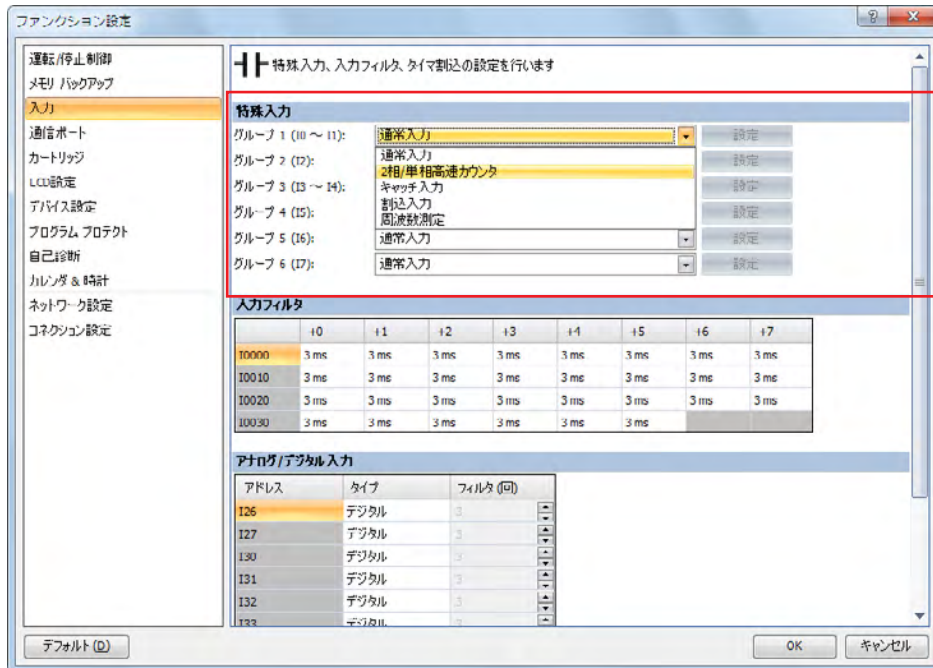 ファンクション設定
運転/停止制御
メモリ バックアップ
入力
通信ポート
カートリッジ
LCD設定
デバイス設定
プログラム プロテクト
自己診断
カレンダ & 時計
ネットワーク設定
コネクション設定
特殊入力、入力フィルタ、タイマ割込の設定を行います
特殊入力
グループ 1 (I0 ～ I1): 通常入力 設定
グループ 2 (I2): 通常入力 設定
2相/単相高速カウンタ
グループ 3 (I3 ～ I4): キャッチ入力 設定
割込入力
グループ 4 (I5): 周波数測定 設定
グループ 5 (I6): 通常入力 設定
グループ 6 (I7): 通常入力 設定
入力フィルタ
+0 +1 +2 +3 +4 +5 +6 +7
I0000 3 ms 3 ms 3 ms 3 ms 3 ms 3 ms 3 ms 3 ms
I0010 3 ms 3 ms 3 ms 3 ms 3 ms 3 ms 3 ms 3 ms
I0020 3 ms 3 ms 3 ms 3 ms 3 ms 3 ms 3 ms 3 ms
I0030 3 ms 3 ms 3 ms 3 ms 3 ms 3 ms
アナログ/デジタル入力
アドレス タイプ フィルタ (回)
I26 デジタル 3
I27 デジタル 3
I30 デジタル 3
I31 デジタル 3
I32 デジタル 3
I33 デジタル 3
デフォルト (D) OK キャンセル